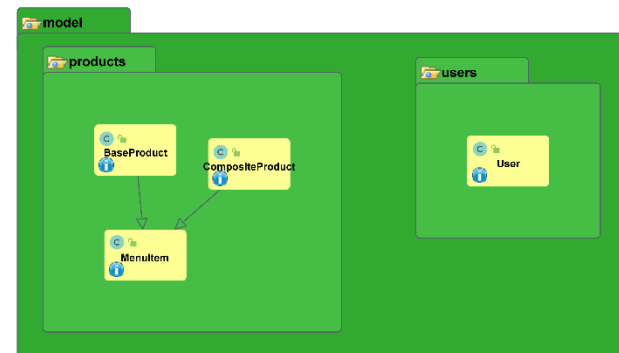 model
products
users
C
BaseProduct
i
C
CompositeProduct
i
C
User
i
C
MenuItem
i